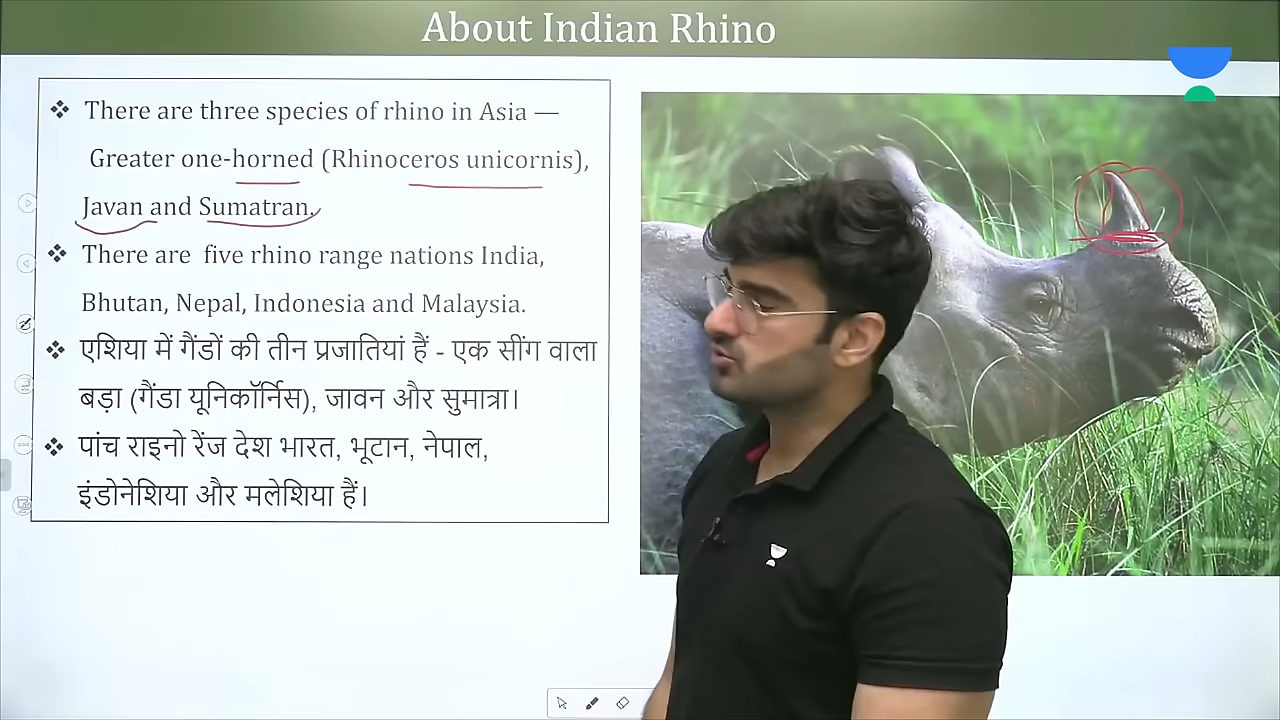 About Indian Rhino
❖ There are three species of rhino in Asia —
Greater one-horned (Rhinoceros unicornis),
Javan and Sumatran.
❖ There are five rhino range nations India,
Bhutan, Nepal, Indonesia and Malaysia.
❖ एशिया में गैंडों की तीन प्रजातियां हैं - एक सींग वाला
बड़ा (गैंडा यूनिकॉर्निस), जावन और सुमात्रा।
❖ पांच राइनो रेंज देश भारत, भूटान, नेपाल,
इंडोनेशिया और मलेशिया हैं।